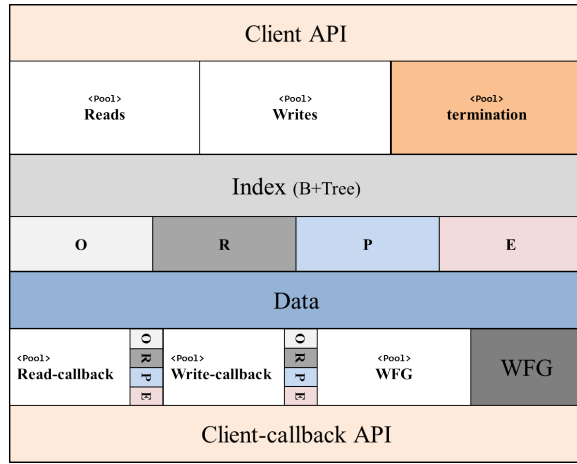 Client API
<Pool>
Reads
<Pool>
Writes
<Pool>
termination
Index (B+Tree)
O
R
P
E
Data
<Pool>
Read-callback
O
R
P
E
<Pool>
Write-callback
O
R
P
E
<Pool>
WFG
WFG
Client-callback API